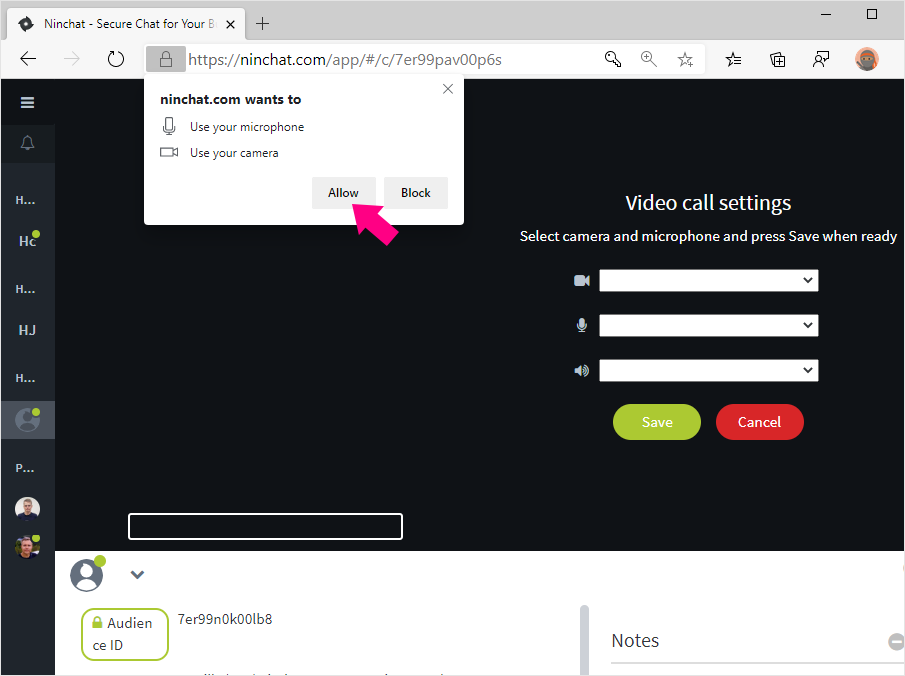 Ninchat - Secure Chat for Your B
https://ninchat.com/app/#/c/7er99pav00p6s
ninchat.com wants to
Use your microphone
Use your camera
Allow
Block
H...
Hc
H...
HJ
H...
P...
Video call settings
Select camera and microphone and press Save when ready
Save
Cancel
Audien
ce ID
7er99n0k00lb8
Notes